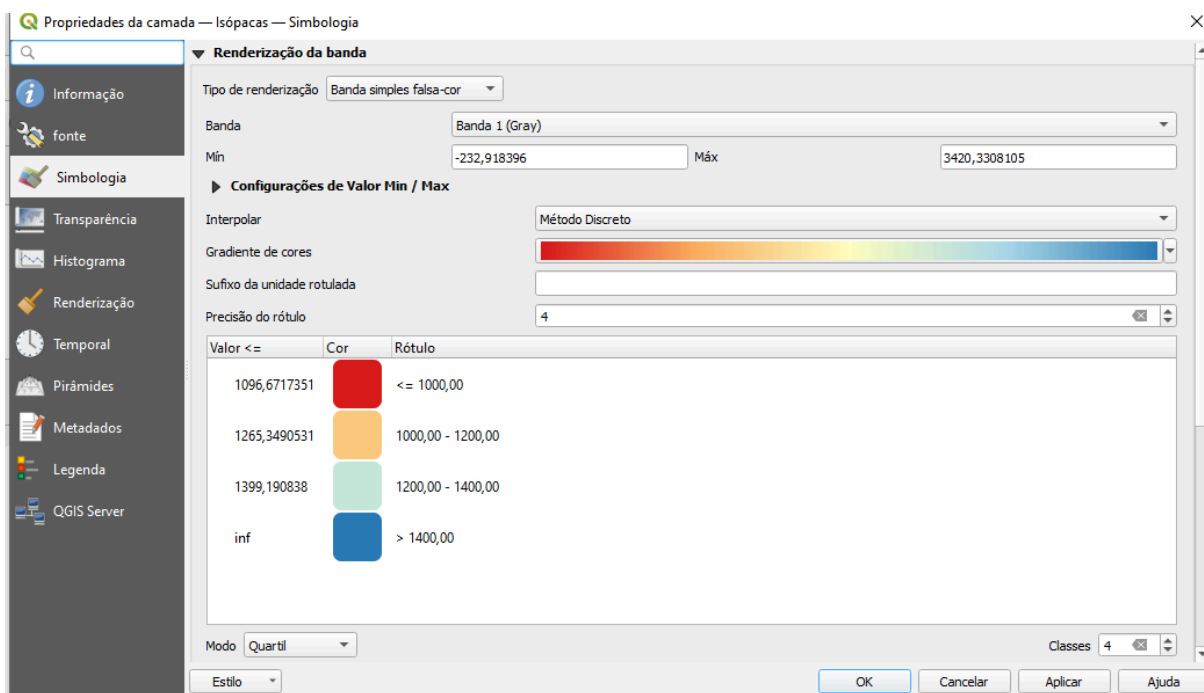 Propriedades da camada — Isópacas — Simbologia
Informação
fonte
Simbologia
Transparência
Histograma
Renderização
Temporal
Pirâmides
Metadados
Legenda
QGIS Server
Renderização da banda
Tipo de renderização Banda simples falsa-cor
Banda Banda 1 (Gray)
Mín -232,918396 Máx 3420,3308105
Configurações de Valor Min / Max
Interpolar Método Discreto
Gradiente de cores
Sufixo da unidade rotulada
Precisão do rótulo 4
Valor <= Cor Rótulo
1096,6717351 <= 1000,00
1265,3490531 1000,00 - 1200,00
1399,190838 1200,00 - 1400,00
inf > 1400,00
Modo Quartil Classes 4
Estilo OK Cancelar Aplicar Ajuda